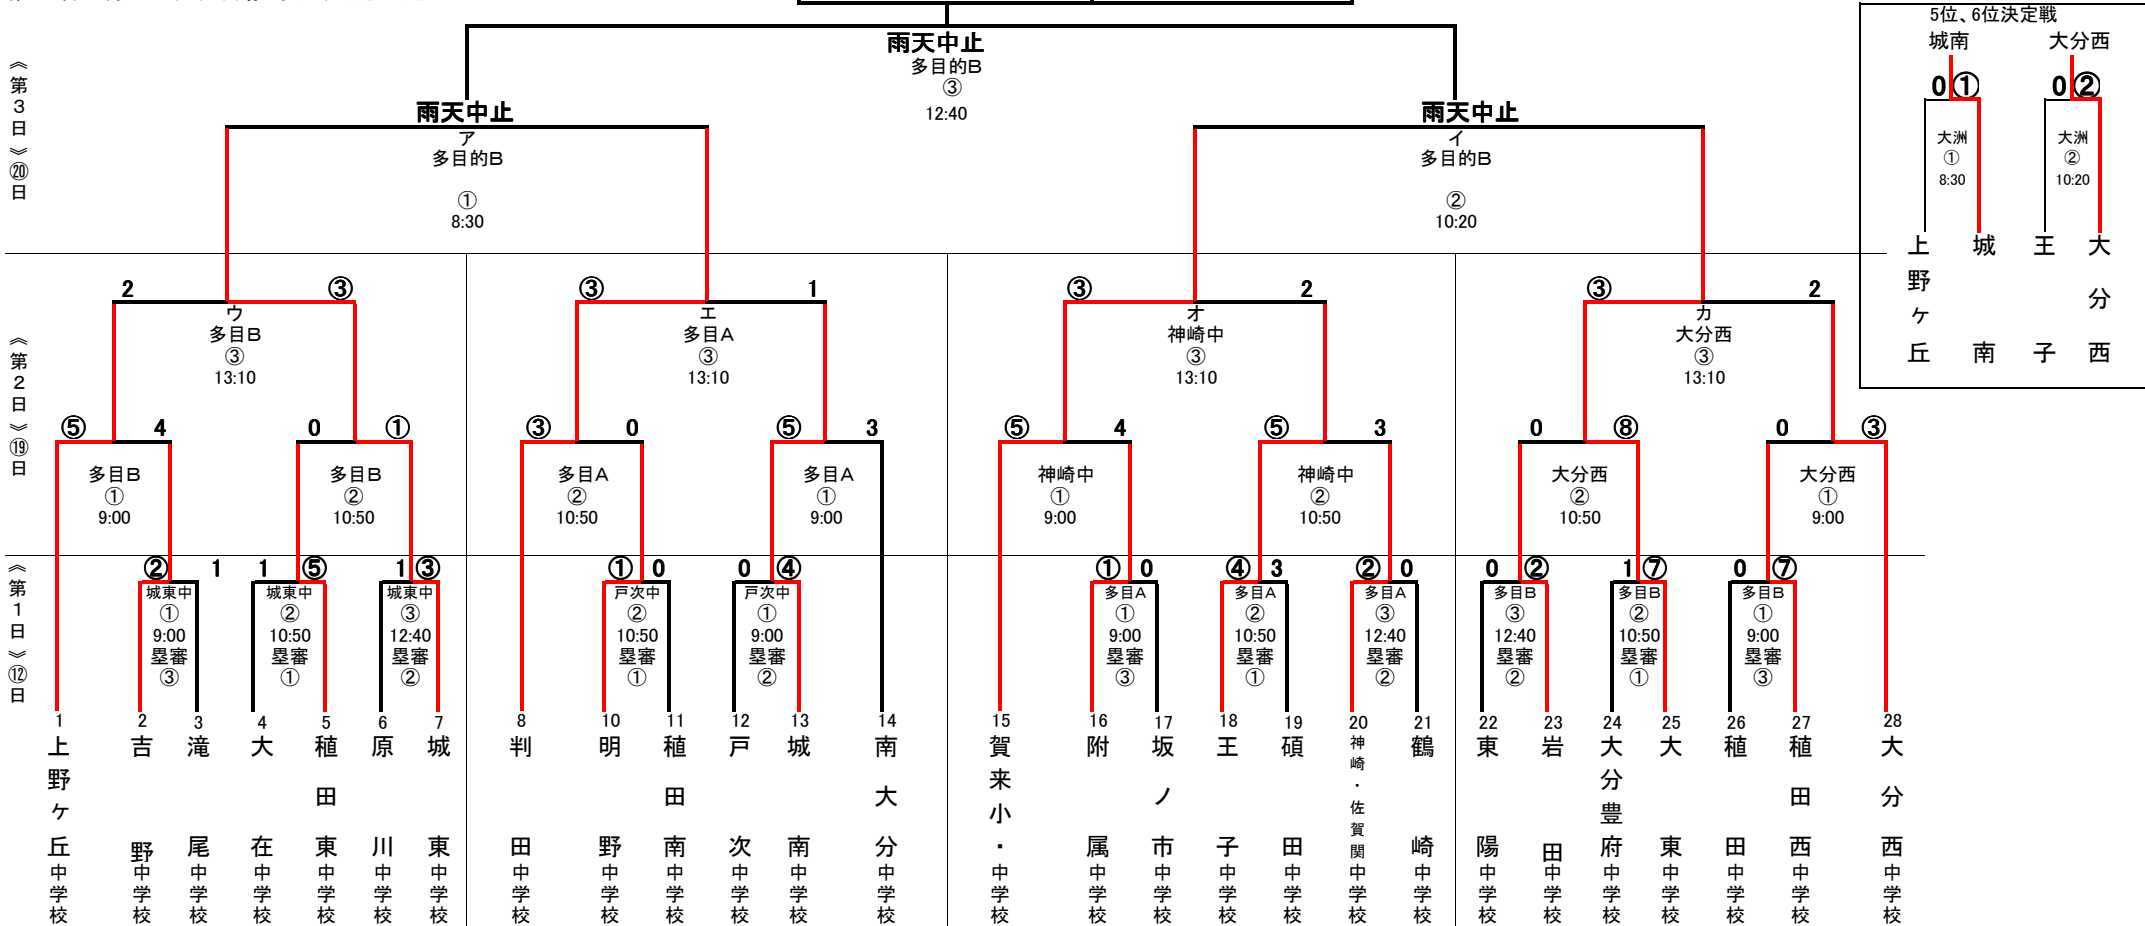 5位、6位決定戦
城南 大分西
0 ① 0 ②
大洲 大洲
① ②
8:30 10:20
上野ヶ丘 城南 王子 大分西
雨天中止
多目的B
③
12:40
《第3日》⑳日
雨天中止 雨天中止
ア イ
多目的B 多目的B
① ②
8:30 10:20
《第2日》⑲日
2 ③ ③ 1 ③ 2 ③ 2
ウ エ オ カ
多目B 多目A 神崎中 大分西
③ ③ ③ ③
13:10 13:10 13:10 13:10
⑤ 4 0 ① ③ 0 ⑤ 3 ⑤ 4 ⑤ 3 0 ⑧ 0 ③
多目B 多目B 多目A 多目A 神崎中 神崎中 大分西 大分西
① ② ② ① ① ② ② ①
9:00 10:50 10:50 9:00 9:00 10:50 10:50 9:00
《第1日》⑫日
② 1 1 ⑤ 1 ③ ① 0 0 ④ ① 0 ④ 3 ② 0 0 ② 1 ⑦ 0 ⑦
城東中 城東中 城東中 戸次中 戸次中 多目A 多目A 多目A 多目B 多目B 多目B
① ② ③ ② ① ① ② ③ ③ ② ①
9:00 10:50 12:40 10:50 9:00 9:00 10:50 12:40 12:40 10:50 9:00
塁審 塁審 塁審 塁審 塁審 塁審 塁審 塁審 塁審 塁審 塁審
③ ① ② ① ② ③ ① ② ② ① ③
1 2 3 4 5 6 7 8 10 11 12 13 14 15 16 17 18 19 20 21 22 23 24 25 26 27 28
上野ヶ丘中学校
吉野中学校
滝尾中学校
大在中学校
稙田東中学校
原川中学校
城東中学校
判田中学校
明野中学校
稙田南中学校
戸次中学校
城南中学校
南大分中学校
賀来小・中学校
附属中学校
坂ノ市中学校
王子中学校
碩田中学校
神崎・佐賀関中学校
鶴崎中学校
東陽中学校
岩田中学校
大分豊府中学校
大東中学校
稙田中学校
稙田西中学校
大分西中学校